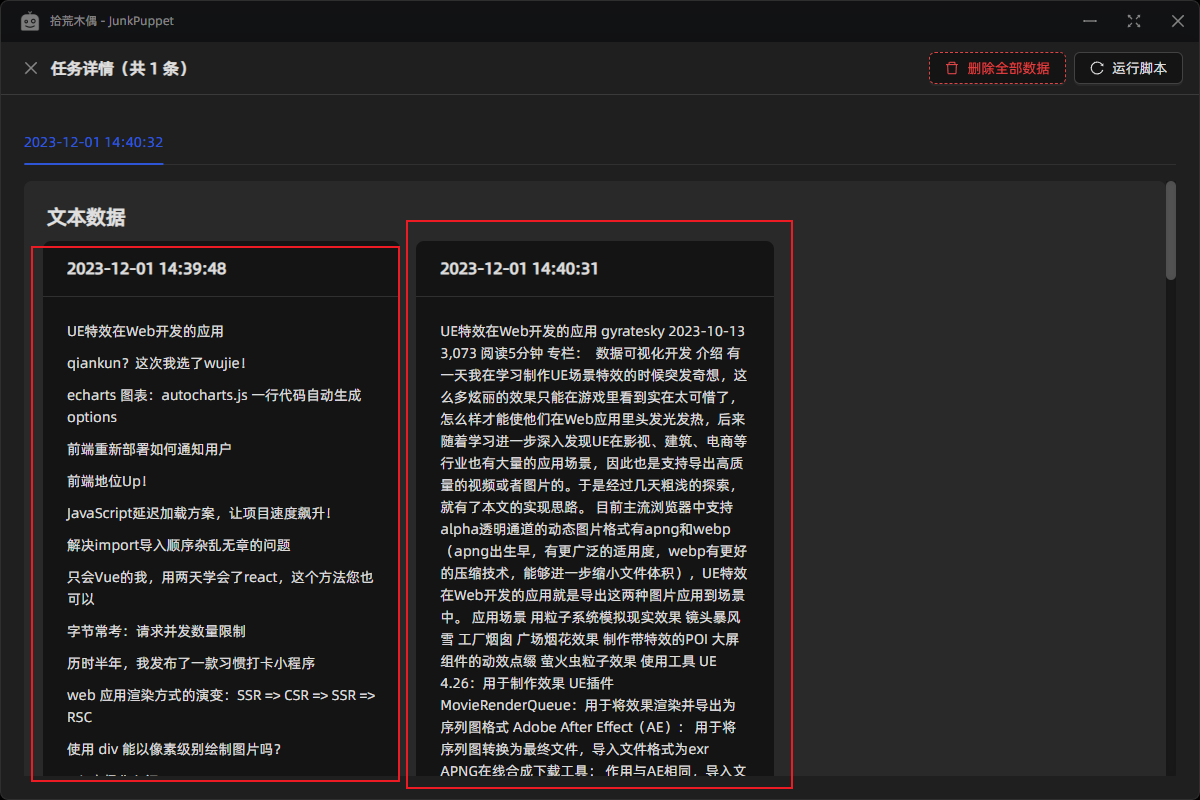 拾荒木偶 - JunkPuppet
任务详情（共 1 条）
删除全部数据
运行脚本
2023-12-01 14:40:32
文本数据
2023-12-01 14:39:48
UE特效在Web开发的应用
qiankun？这次我选了wujie！
echarts 图表：autocharts.js 一行代码自动生成
options
前端重新部署如何通知用户
前端地位Up！
JavaScript延迟加载方案，让项目速度飙升！
解决import导入顺序杂乱无章的问题
只会Vue的我，用两天学会了react，这个方法您也
可以
字节常考：请求并发数量限制
历时半年，我发布了一款习惯打卡小程序
web 应用渲染方式的演变：SSR => CSR => SSR =>
RSC
使用 div 能以像素级别绘制图片吗？
2023-12-01 14:40:31
UE特效在Web开发的应用 gyratesky 2023-10-13
3,073 阅读5分钟 专栏： 数据可视化开发 介绍 有
一天我在学习制作UE场景特效的时候突发奇想，这
么多炫丽的效果只能在游戏里看到实在太可惜了，
怎么样才能使他们在Web应用里头发光发热，后来
随着学习进一步深入发现UE在影视、建筑、电商等
行业也有大量的应用场景，因此也是支持导出高质
量的视频或者图片的。于是经过几天粗浅的探索，
就有了本文的实现思路。 目前主流浏览器中支持
alpha透明通道的动态图片格式有apng和webp
（apng出生早，有更广泛的适用度，webp有更好
的压缩技术，能够进一步缩小文件体积），UE特效
在Web开发的应用就是导出这两种图片应用到场景
中。 应用场景 用粒子系统模拟现实效果 镜头暴风
雪 工厂烟囱 广场烟花效果 制作带特效的POI 大屏
组件的动效点缀 萤火虫粒子效果 使用工具 UE
4.26：用于制作效果 UE插件
MovieRenderQueue：用于将效果渲染并导出为
序列图格式 Adobe After Effect（AE）： 用于将
序列图转换为最终文件，导入文件格式为exr
APNG在线合成下载工具： 作用与AE相同，导入文